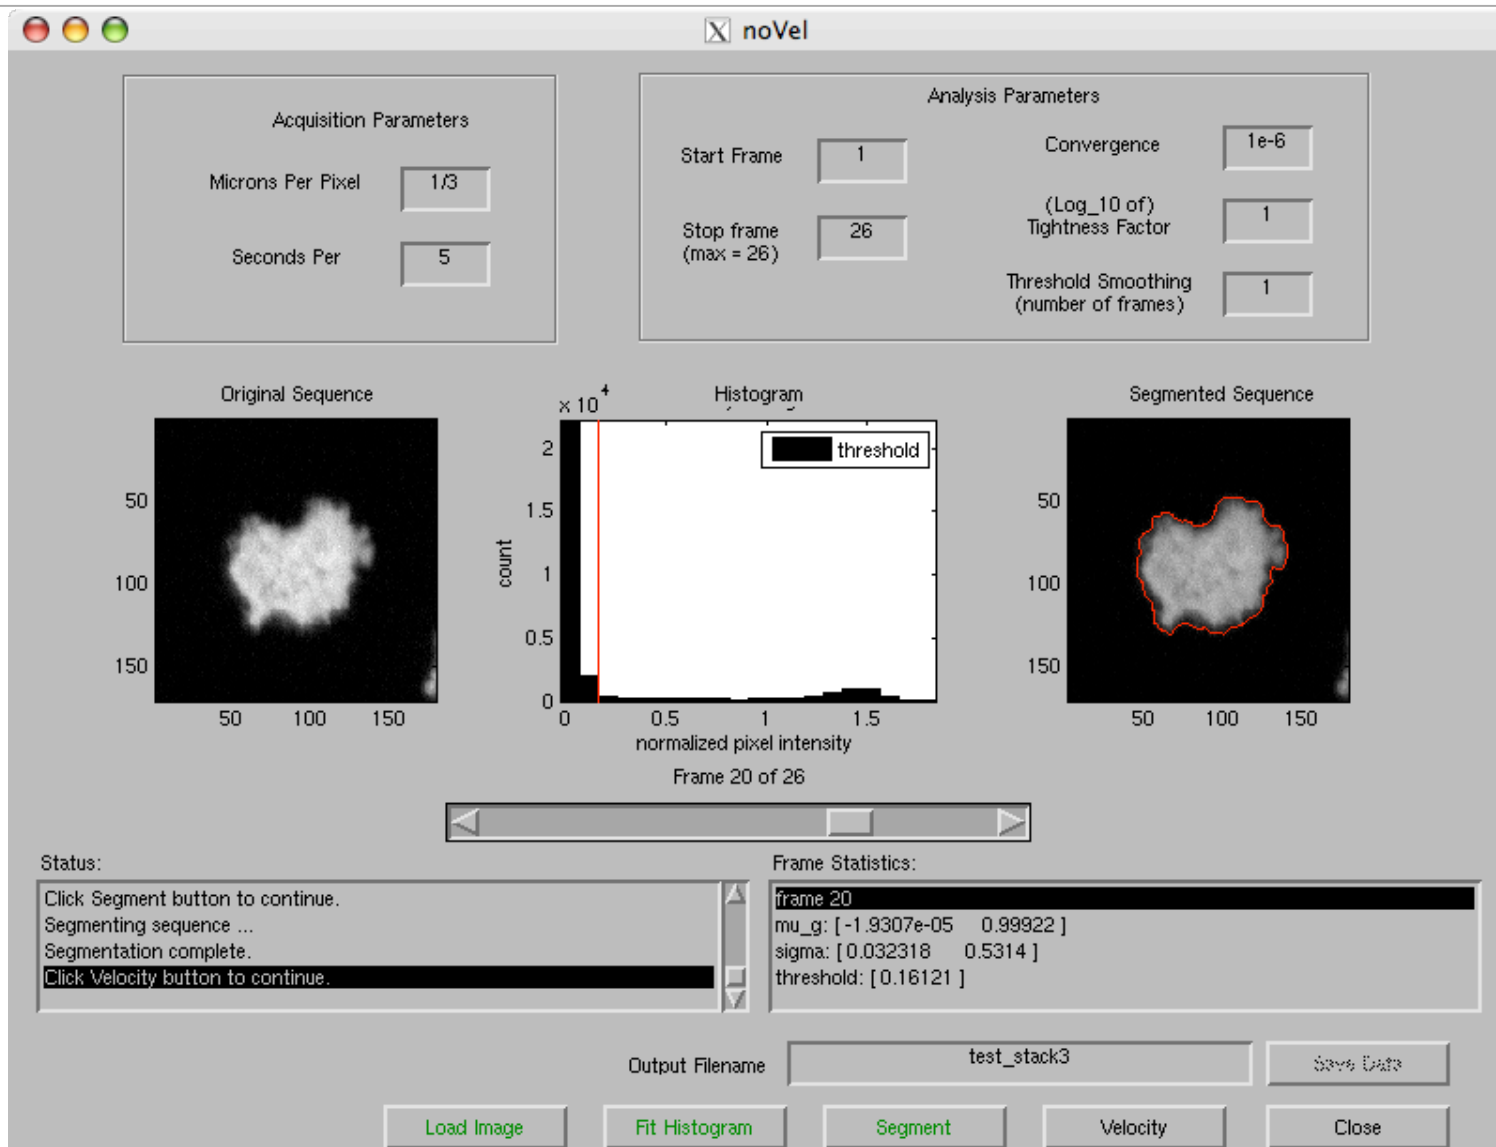 noVel
Acquisition Parameters
Microns Per Pixel 1/3
Seconds Per 5
Analysis Parameters
Start Frame 1
Stop frame
(max = 26) 26
Convergence 1e-6
(Log_10 of)
Tightness Factor 1
Threshold Smoothing
(number of frames) 1
Original Sequence
50
100
150
50 100 150
Histogram
x 10^4
threshold
2
1.5
1
0.5
0
count
0 0.5 1 1.5
normalized pixel intensity
Segmented Sequence
50
100
150
50 100 150
Frame 20 of 26
Status:
Click Segment button to continue.
Segmenting sequence ...
Segmentation complete.
Click Velocity button to continue.
Frame Statistics:
frame 20
mu_g: [ -1.9307e-05 0.99922 ]
sigma: [ 0.032318 0.5314 ]
threshold: [ 0.16121 ]
Output Filename test_stack3 Save Data
Load Image Fit Histogram Segment Velocity Close